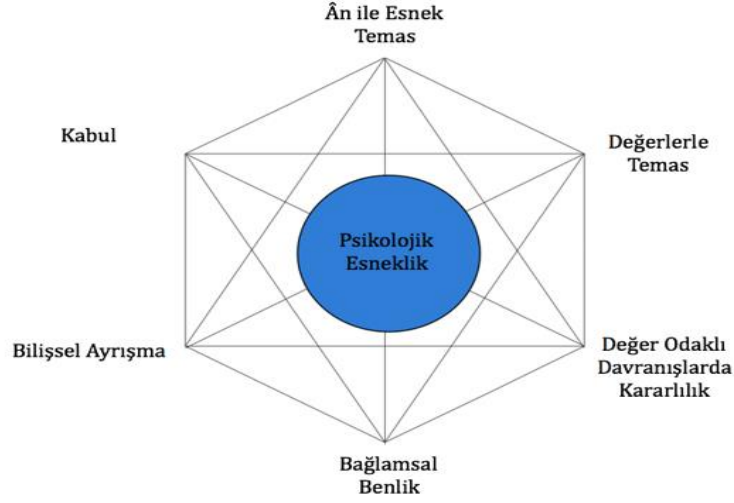 Ân ile Esnek
Temas
Kabul
Değerlerle
Temas
Psikolojik
Esneklik
Bilişsel Ayrışma
Değer Odaklı
Davranışlarda
Kararlılık
Bağlamsal
Benlik